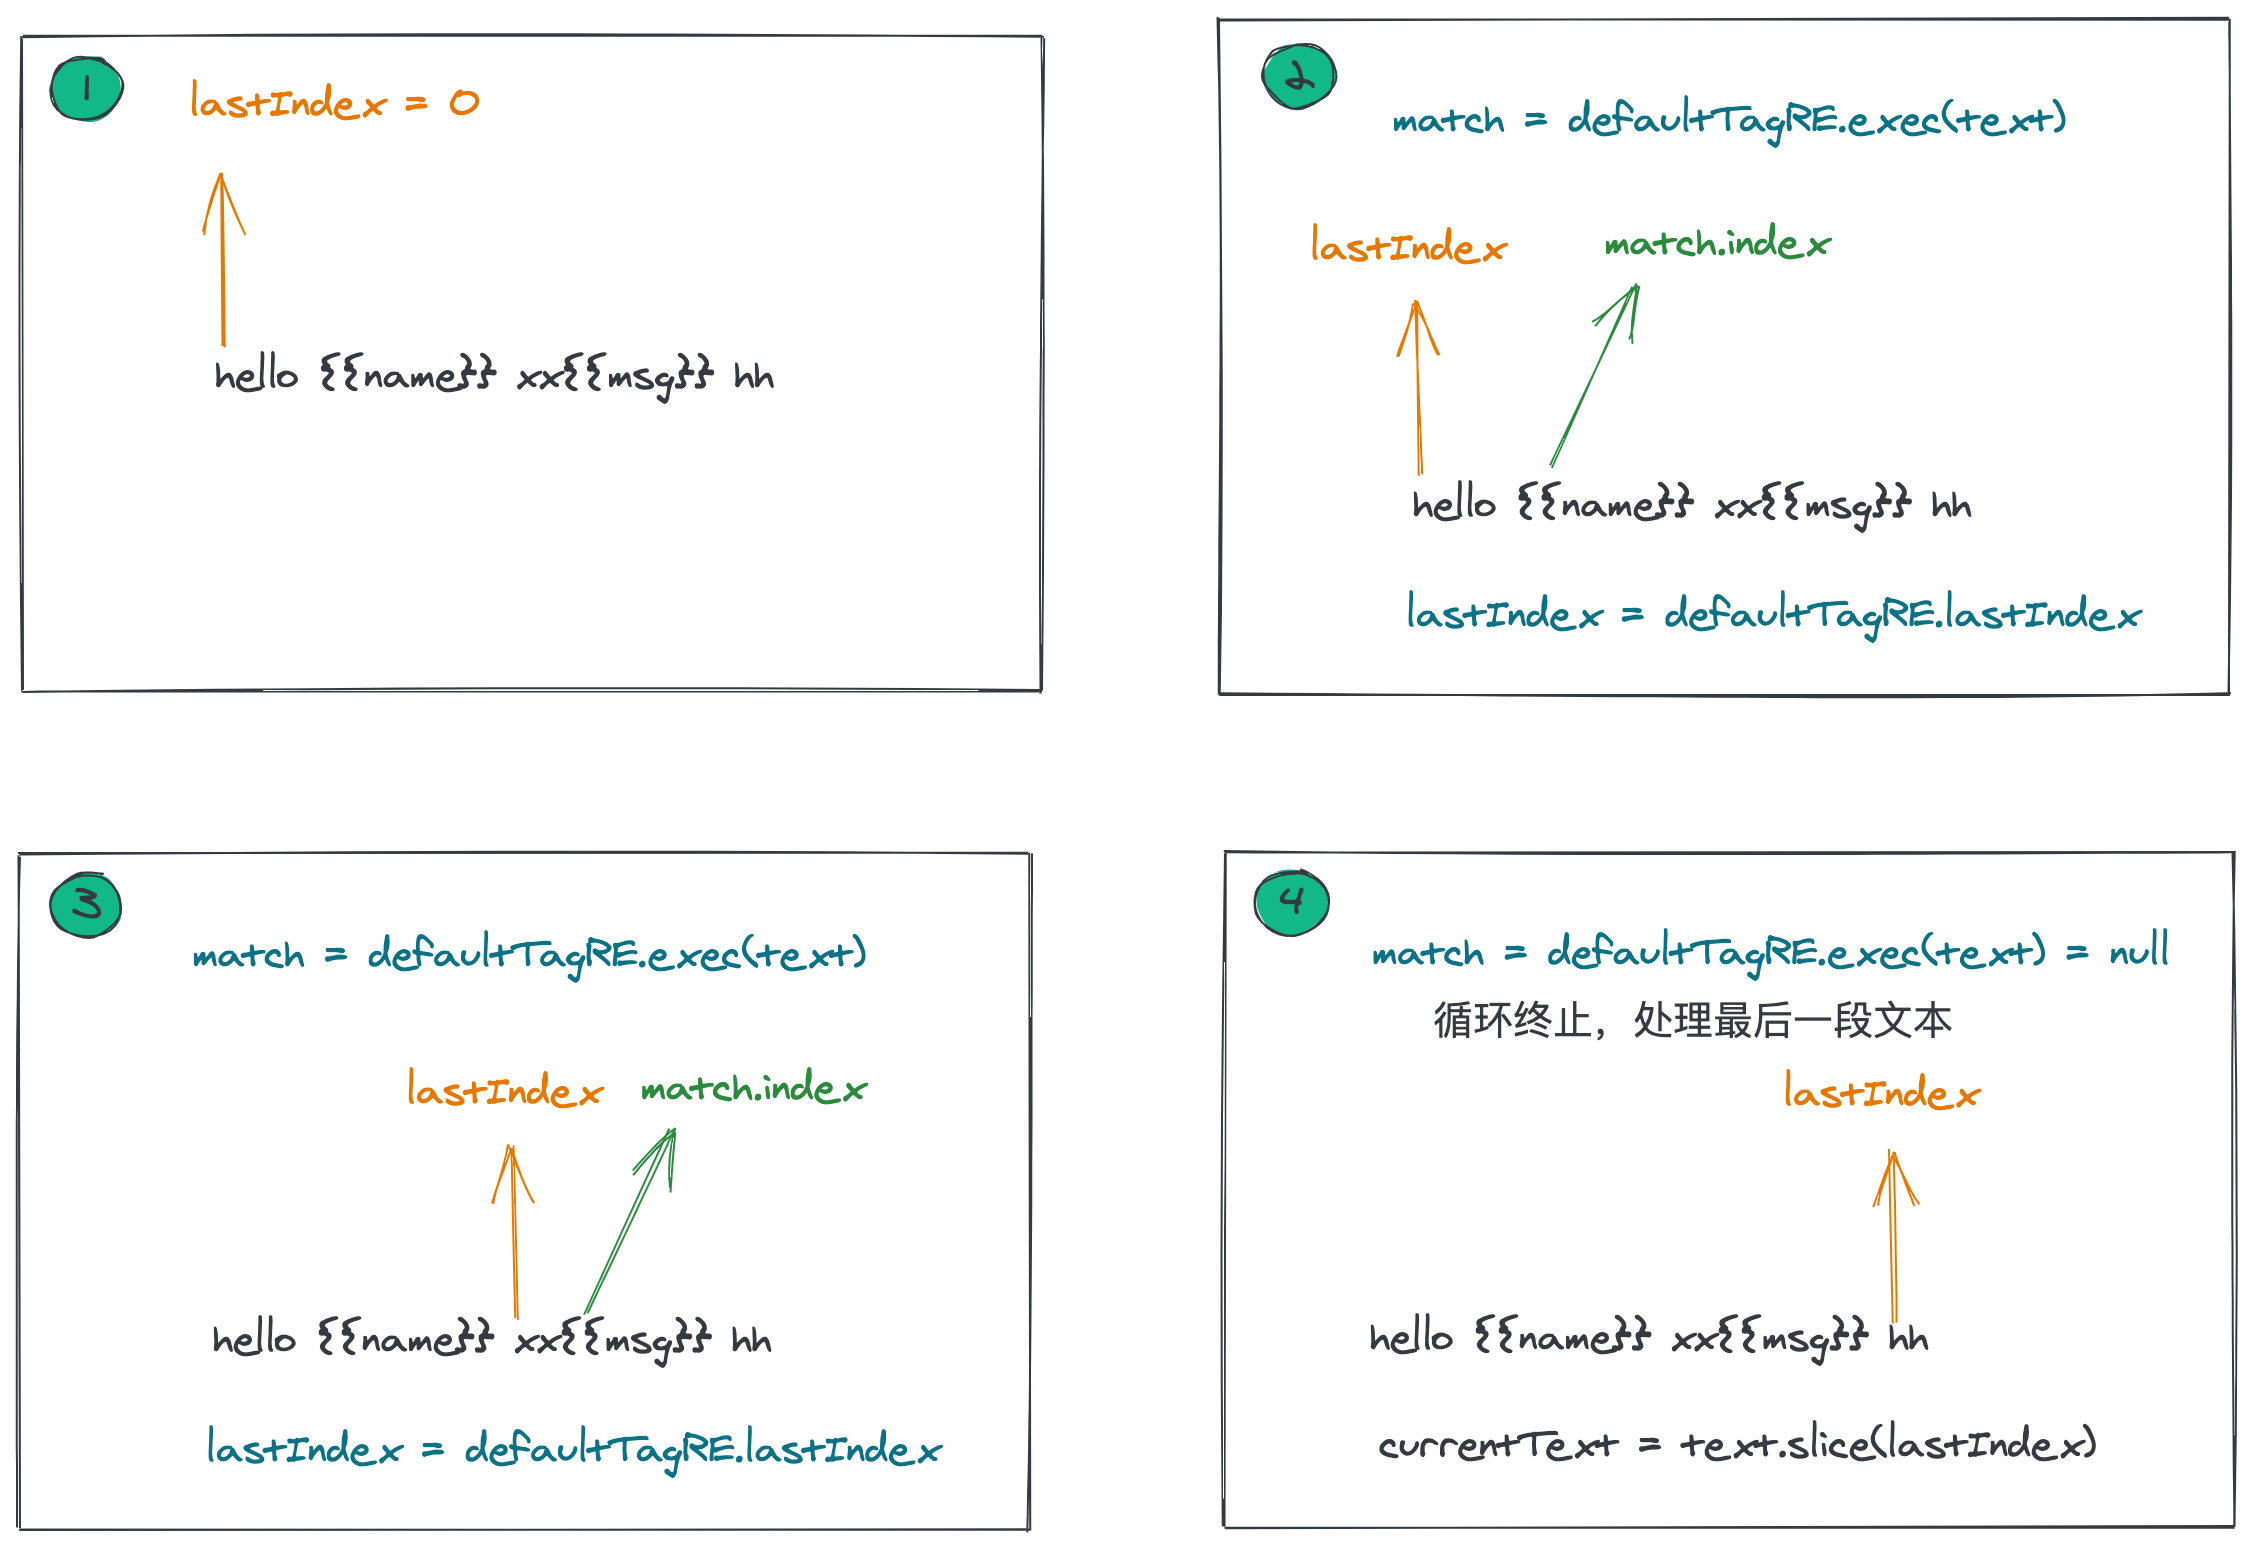 1
lastIndex = 0
hello {{name}} xx{{msg}} hh
2
match = defaultTagRE.exec(text)
lastIndex match.index
hello {{name}} xx{{msg}} hh
lastIndex = defaultTagRE.lastIndex
3
match = defaultTagRE.exec(text)
lastIndex match.index
hello {{name}} xx{{msg}} hh
lastIndex = defaultTagRE.lastIndex
4
match = defaultTagRE.exec(text) = null
循环终止，处理最后一段文本
lastIndex
hello {{name}} xx{{msg}} hh
currentText = text.slice(lastIndex)